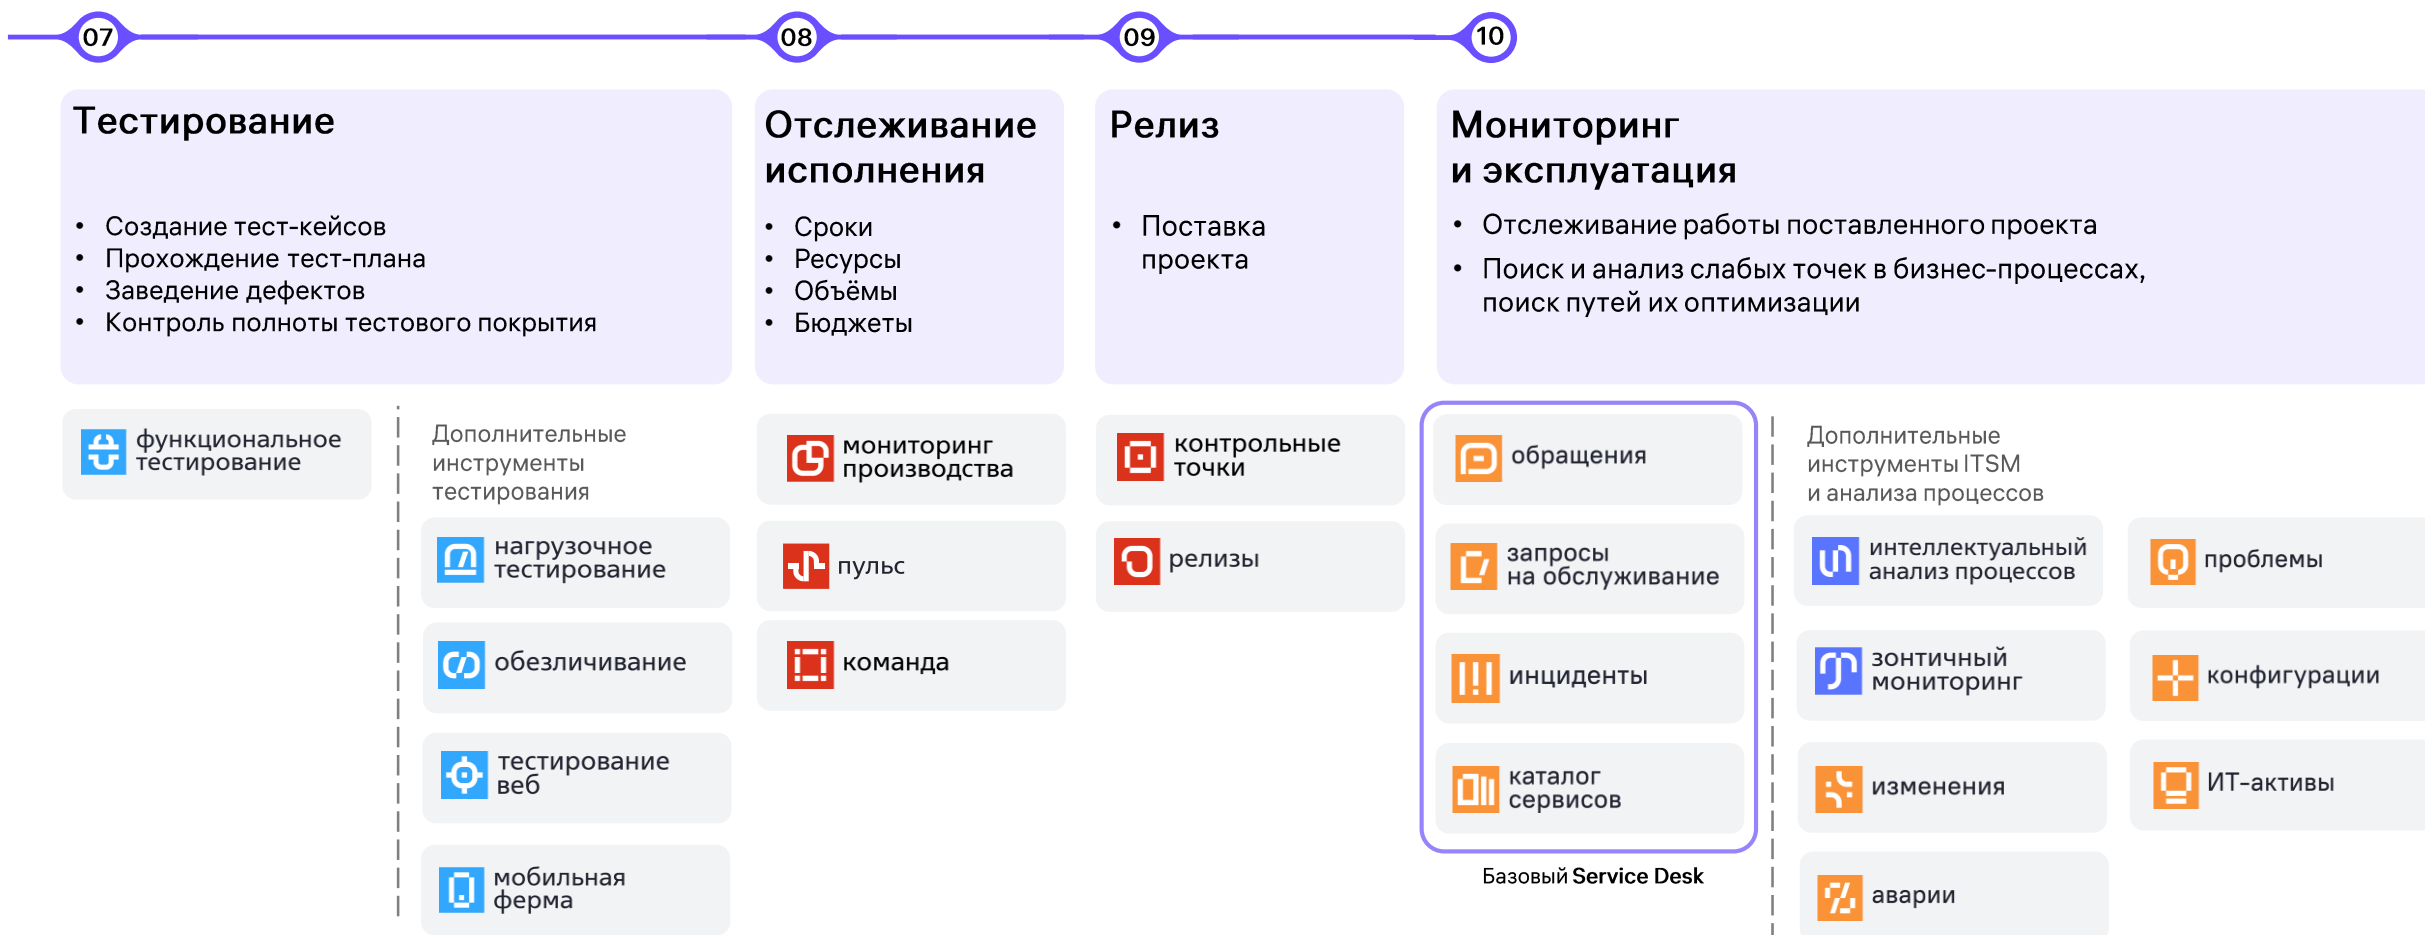 07
08
09
10
Тестирование
• Создание тест-кейсов
• Прохождение тест-плана
• Заведение дефектов
• Контроль полноты тестового покрытия
Отслеживание
исполнения
• Сроки
• Ресурсы
• Объёмы
• Бюджеты
Релиз
• Поставка
проекта
Мониторинг
и эксплуатация
• Отслеживание работы поставленного проекта
• Поиск и анализ слабых точек в бизнес-процессах,
поиск путей их оптимизации
функциональное
тестирование
Дополнительные
инструменты
тестирования
нагрузочное
тестирование
обезличивание
тестирование
веб
мобильная
ферма
мониторинг
производства
пульс
команда
контрольные
точки
релизы
обращения
запросы
на обслуживание
инциденты
каталог
сервисов
Базовый Service Desk
Дополнительные
инструменты ITSM
и анализа процессов
интеллектуальный
анализ процессов
зонтичный
мониторинг
изменения
аварии
проблемы
конфигурации
ИТ-активы